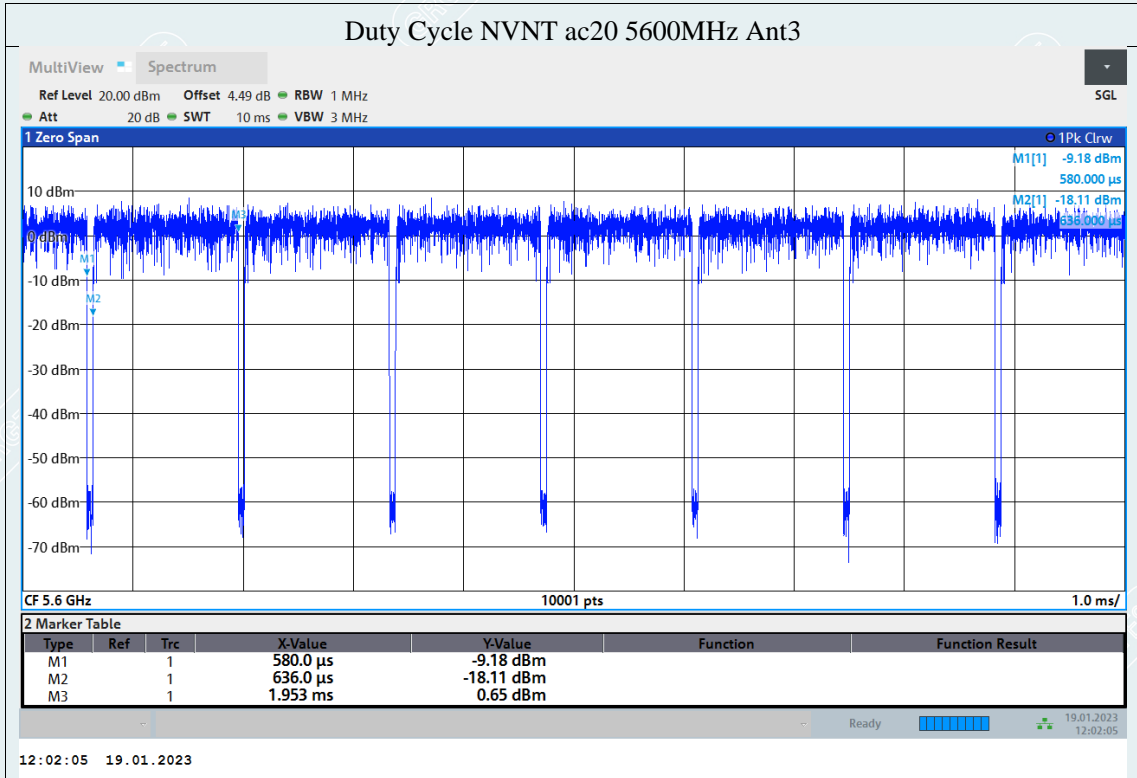 Duty Cycle NVNT ac20 5600MHz Ant3
MultiView Spectrum
Ref Level 20.00 dBm Offset 4.49 dB RBW 1 MHz SGL
Att 20 dB SWT 10 ms VBW 3 MHz
1 Zero Span 1Pk Clrw
M1[1] -9.18 dBm
580.000 µs
10 dBm M2[1] -18.11 dBm
M3 636.000 µs
0 dBm
M1
-10 dBm
M2
-20 dBm
-30 dBm
-40 dBm
-50 dBm
-60 dBm
-70 dBm
CF 5.6 GHz 10001 pts 1.0 ms/
2 Marker Table
Type Ref Trc X-Value Y-Value Function Function Result
M1 1 580.0 µs -9.18 dBm
M2 1 636.0 µs -18.11 dBm
M3 1 1.953 ms 0.65 dBm
Ready 19.01.2023
12:02:05
12:02:05 19.01.2023